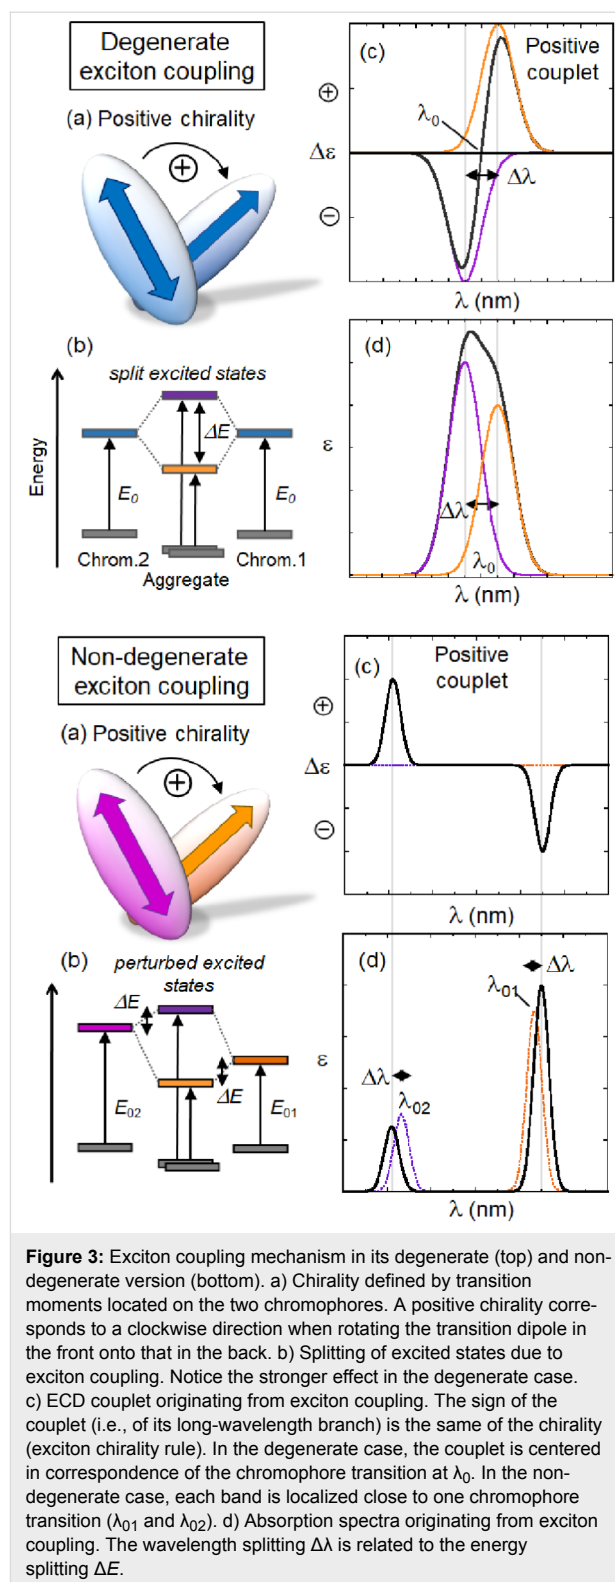 Degenerate
exciton coupling
(a) Positive chirality
⊕
(c)
Positive
couplet
⊕
λ₀
Δε
Δλ
⊖
λ (nm)
(b)
split excited states
Energy
ΔE
E₀
E₀
Chrom.2
Chrom.1
Aggregate
(d)
ε
Δλ
λ₀
λ (nm)
Non-degenerate
exciton coupling
(a) Positive chirality
⊕
(c)
Positive
couplet
⊕
Δε
⊖
λ (nm)
(b)
perturbed excited
states
ΔE
ΔE
E₀₂
E₀₁
(d)
Δλ
λ₀₁
ε
Δλ
λ₀₂
λ (nm)
Figure 3: Exciton coupling mechanism in its degenerate (top) and non-
degenerate version (bottom). a) Chirality defined by transition
moments located on the two chromophores. A positive chirality corre-
sponds to a clockwise direction when rotating the transition dipole in
the front onto that in the back. b) Splitting of excited states due to
exciton coupling. Notice the stronger effect in the degenerate case.
c) ECD couplet originating from exciton coupling. The sign of the
couplet (i.e., of its long-wavelength branch) is the same of the chirality
(exciton chirality rule). In the degenerate case, the couplet is centered
in correspondence of the chromophore transition at λ₀. In the non-
degenerate case, each band is localized close to one chromophore
transition (λ₀₁ and λ₀₂). d) Absorption spectra originating from exciton
coupling. The wavelength splitting Δλ is related to the energy
splitting ΔE.